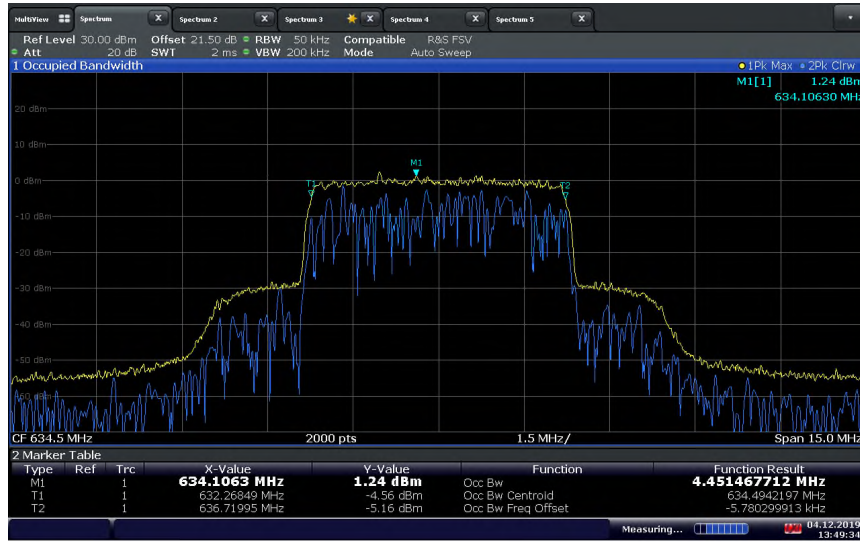 MultiView Spectrum X Spectrum 2 X Spectrum 3 X Spectrum 4 X Spectrum 5 X
Ref Level 30.00 dBm Offset 21.50 dB RBW 50 kHz Compatible R&S FSV
Att 20 dB SWT 2 ms VBW 200 kHz Mode Auto Sweep
1 Occupied Bandwidth 1Pk Max 2Pk Clrw
M1[1] 1.24 dBm
634.10630 MHz
20 dBm
10 dBm
M1
0 dBm
T1 T2
-10 dBm
-20 dBm
-30 dBm
-40 dBm
-50 dBm
-60 dBm
CF 634.5 MHz 2000 pts 1.5 MHz/ Span 15.0 MHz
2 Marker Table
Type Ref Trc X-Value Y-Value Function Function Result
M1 1 634.1063 MHz 1.24 dBm Occ Bw 4.451467712 MHz
T1 1 632.26849 MHz -4.56 dBm Occ Bw Centroid 634.4942197 MHz
T2 1 636.71995 MHz -5.16 dBm Occ Bw Freq Offset -5.780299913 kHz
Measuring... 04.12.2019
13:49:34